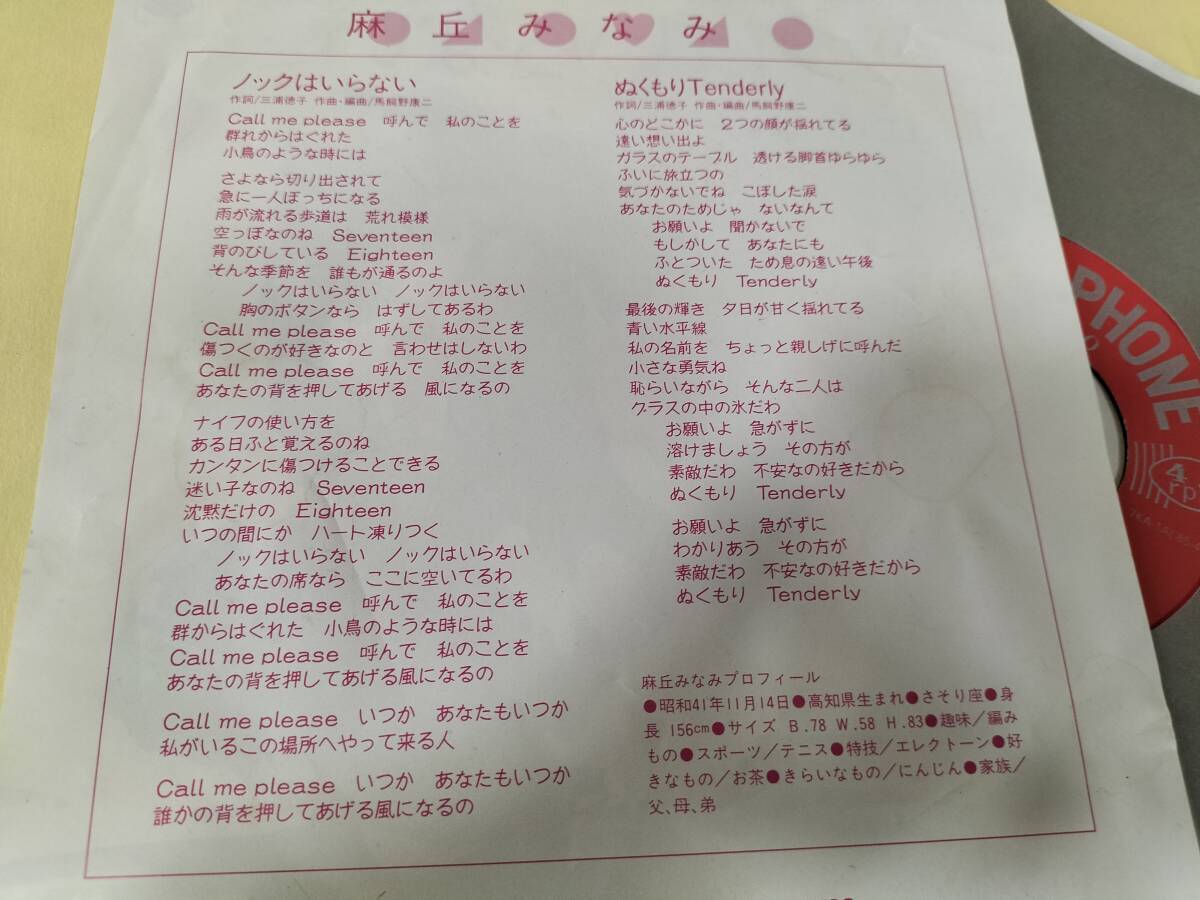 麻丘みなみ
ノックはいらない
作詞/三浦徳子 作曲・編曲/馬飼野康二
Call me please 呼んで 私のことを
群れからはぐれた
小鳥のような時には
さよなら切り出されて
急に一人ぼっちになる
雨が流れる歩道は 荒れ模様
空っぽなのね Seventeen
背のびしている Eighteen
そんな季節を 誰もが通るのよ
ノックはいらない ノックはいらない
胸のボタンなら はずしてあるわ
Call me please 呼んで 私のことを
傷つくのが好きなのと 言わせはしないわ
Call me please 呼んで 私のことを
あなたの背を押してあげる 風になるの
ナイフの使い方を
ある日ふと覚えるのね
カンタンに傷つけることできる
迷い子なのね Seventeen
沈黙だけの Eighteen
いつの間にか ハート凍りつく
ノックはいらない ノックはいらない
あなたの席なら ここに空いてるわ
Call me please 呼んで 私のことを
群からはぐれた 小鳥のような時には
Call me please 呼んで 私のことを
あなたの背を押してあげる風になるの
Call me please いつか あなたもいつか
私がいるこの場所へやって来る人
Call me please いつか あなたもいつか
誰かの背を押してあげる風になるの
ぬくもりTenderly
作詞/三浦徳子 作曲・編曲/馬飼野康二
心のどこかに 2つの顔が揺れてる
遠い想い出よ
ガラスのテーブル 透ける脚首ゆらゆら
ふいに旅立つの
気づかないでね こぼした涙
あなたのためじゃ ないなんて
お願いよ 聞かないで
もしかして あなたにも
ふとついた ため息の遠い午後
ぬくもり Tenderly
最後の輝き 夕日が甘く揺れてる
青い水平線
私の名前を ちょっと親しげに呼んだ
小さな勇気ね
恥らいながら そんな二人は
グラスの中の氷だわ
お願いよ 急がずに
溶けましょう その方が
素敵だわ 不安なの好きだから
ぬくもり Tenderly
お願いよ 急がずに
わかりあう その方が
素敵だわ 不安なの好きだから
ぬくもり Tenderly
麻丘みなみプロフィール
●昭和41年11月14日●高知県生まれ●さそり座●身
長 156cm●サイズ B.78 W.58 H.83●趣味/編み
もの●スポーツ/テニス●特技/エレクトーン●好
きなもの/お茶●きらいなもの/にんじん●家族/
父、母、弟
PHONE